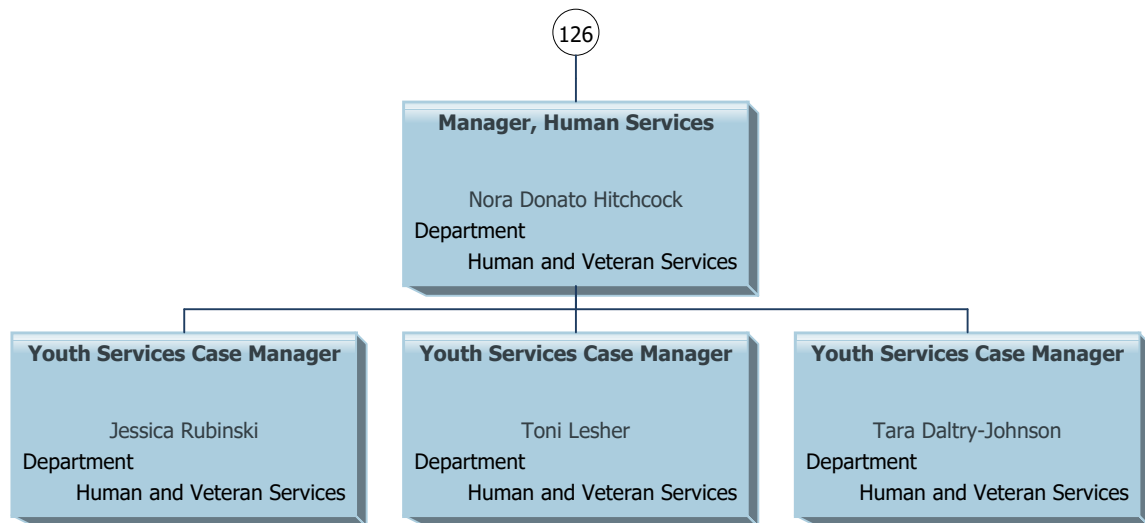 126
Manager, Human Services
Nora Donato Hitchcock
Department
Human and Veteran Services
Youth Services Case Manager
Jessica Rubinski
Department
Human and Veteran Services
Youth Services Case Manager
Toni Lesher
Department
Human and Veteran Services
Youth Services Case Manager
Tara Daltry-Johnson
Department
Human and Veteran Services